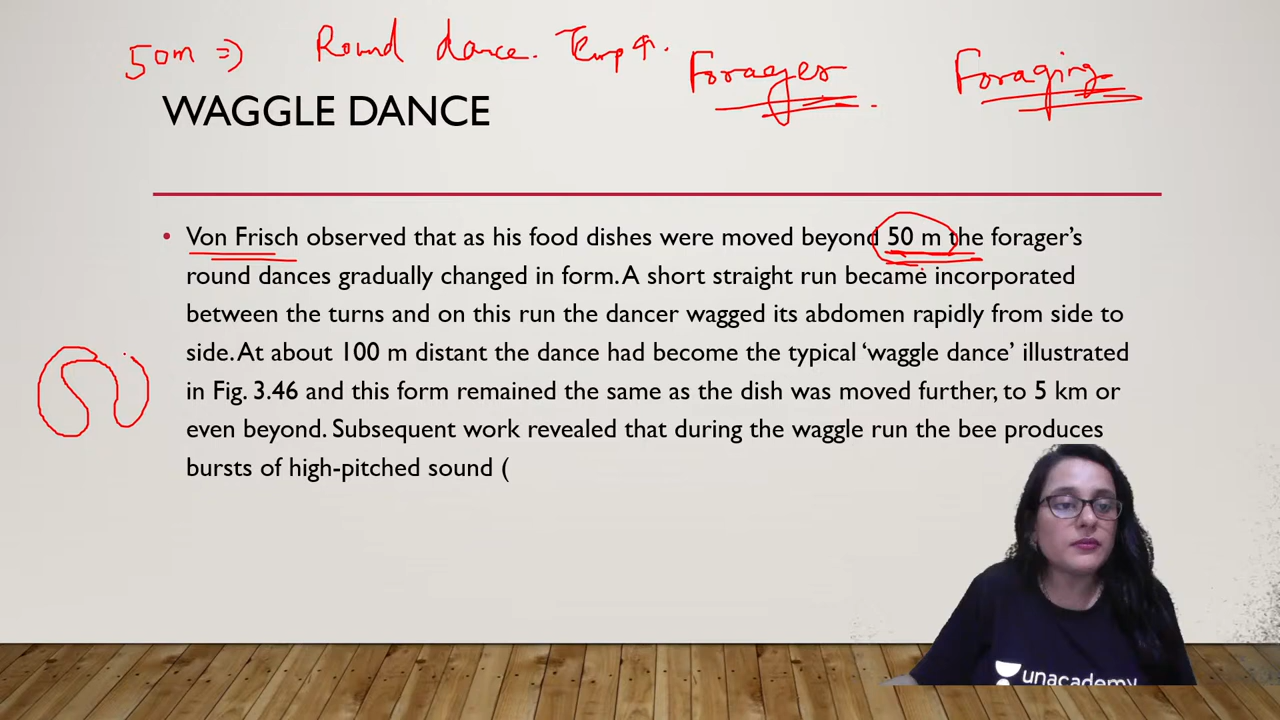 50m => Round dance. Temp ↑.
Forager Foraging
WAGGLE DANCE
• Von Frisch observed that as his food dishes were moved beyond 50 m the forager's
round dances gradually changed in form. A short straight run became incorporated
between the turns and on this run the dancer wagged its abdomen rapidly from side to
side. At about 100 m distant the dance had become the typical ‘waggle dance’ illustrated
in Fig. 3.46 and this form remained the same as the dish was moved further, to 5 km or
even beyond. Subsequent work revealed that during the waggle run the bee produces
bursts of high-pitched sound (
unacademy